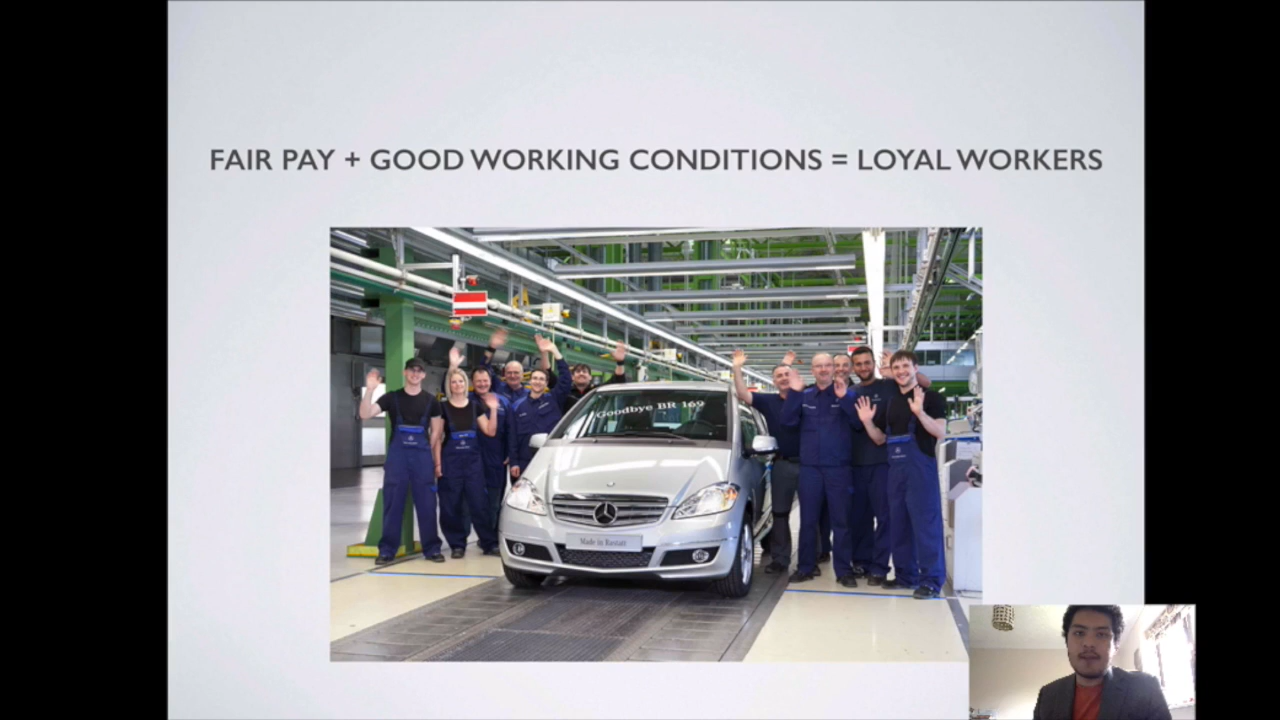 FAIR PAY + GOOD WORKING CONDITIONS = LOYAL WORKERS
Goodbye BR 169
Made in Rastatt